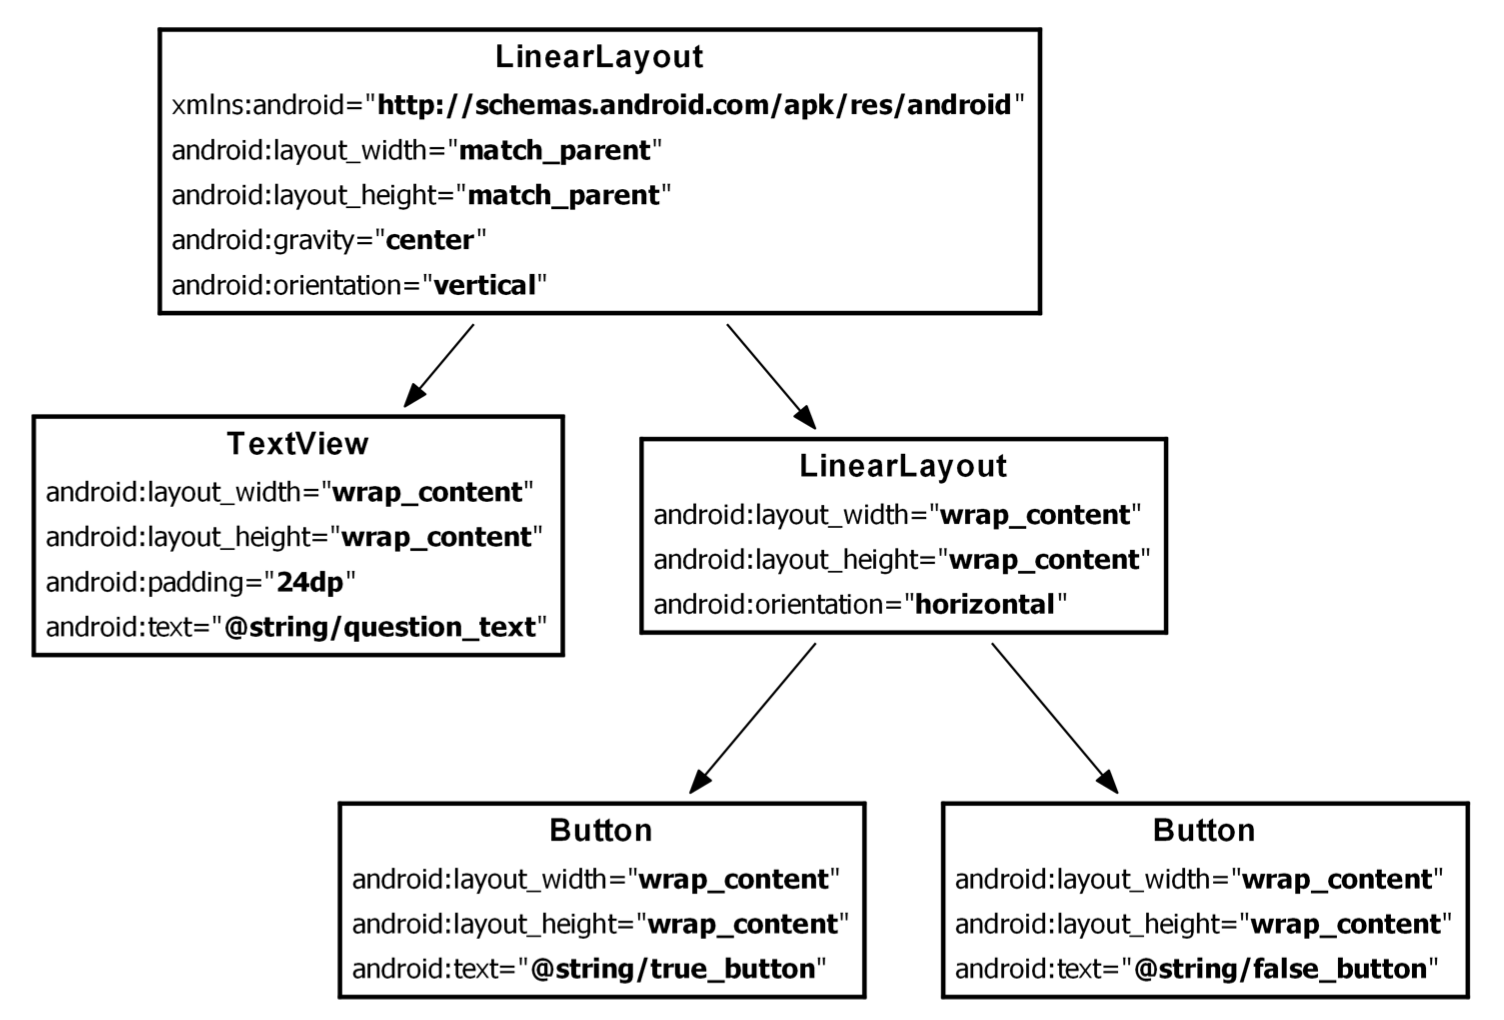 LinearLayout
xmlns:android="http://schemas.android.com/apk/res/android"
android:layout_width="match_parent"
android:layout_height="match_parent"
android:gravity="center"
android:orientation="vertical"
TextView
android:layout_width="wrap_content"
android:layout_height="wrap_content"
android:padding="24dp"
android:text="@string/question_text"
LinearLayout
android:layout_width="wrap_content"
android:layout_height="wrap_content"
android:orientation="horizontal"
Button
android:layout_width="wrap_content"
android:layout_height="wrap_content"
android:text="@string/true_button"
Button
android:layout_width="wrap_content"
android:layout_height="wrap_content"
android:text="@string/false_button"